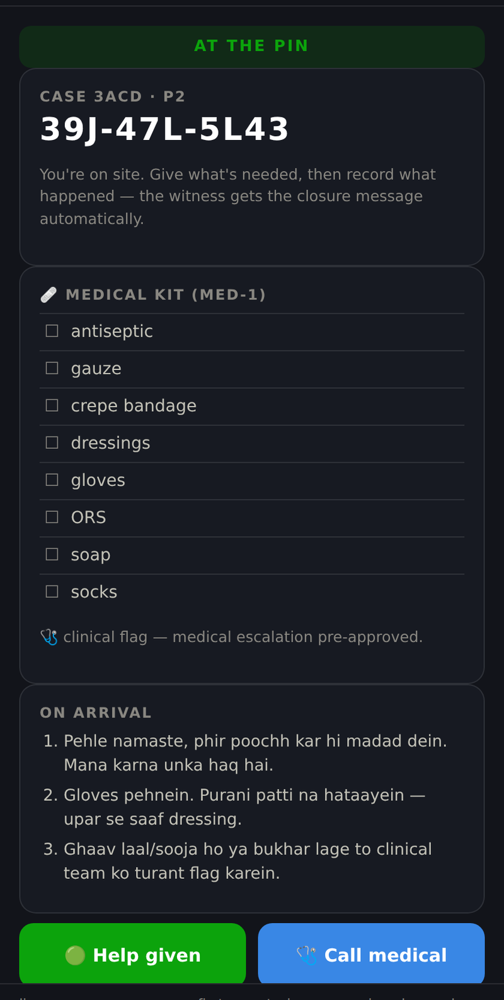 AT THE PIN
CASE 3ACD · P2
39J-47L-5L43
You're on site. Give what's needed, then record what
happened — the witness gets the closure message
automatically.
🩹 MEDICAL KIT (MED-1)
☐ antiseptic
☐ gauze
☐ crepe bandage
☐ dressings
☐ gloves
☐ ORS
☐ soap
☐ socks
🩺 clinical flag — medical escalation pre-approved.
ON ARRIVAL
1. Pehle namaste, phir poochh kar hi madad dein.
Mana karna unka haq hai.
2. Gloves pehnein. Purani patti na hataayein —
upar se saaf dressing.
3. Ghaav laal/sooja ho ya bukhar lage to clinical
team ko turant flag karein.
🟢 Help given
🩺 Call medical